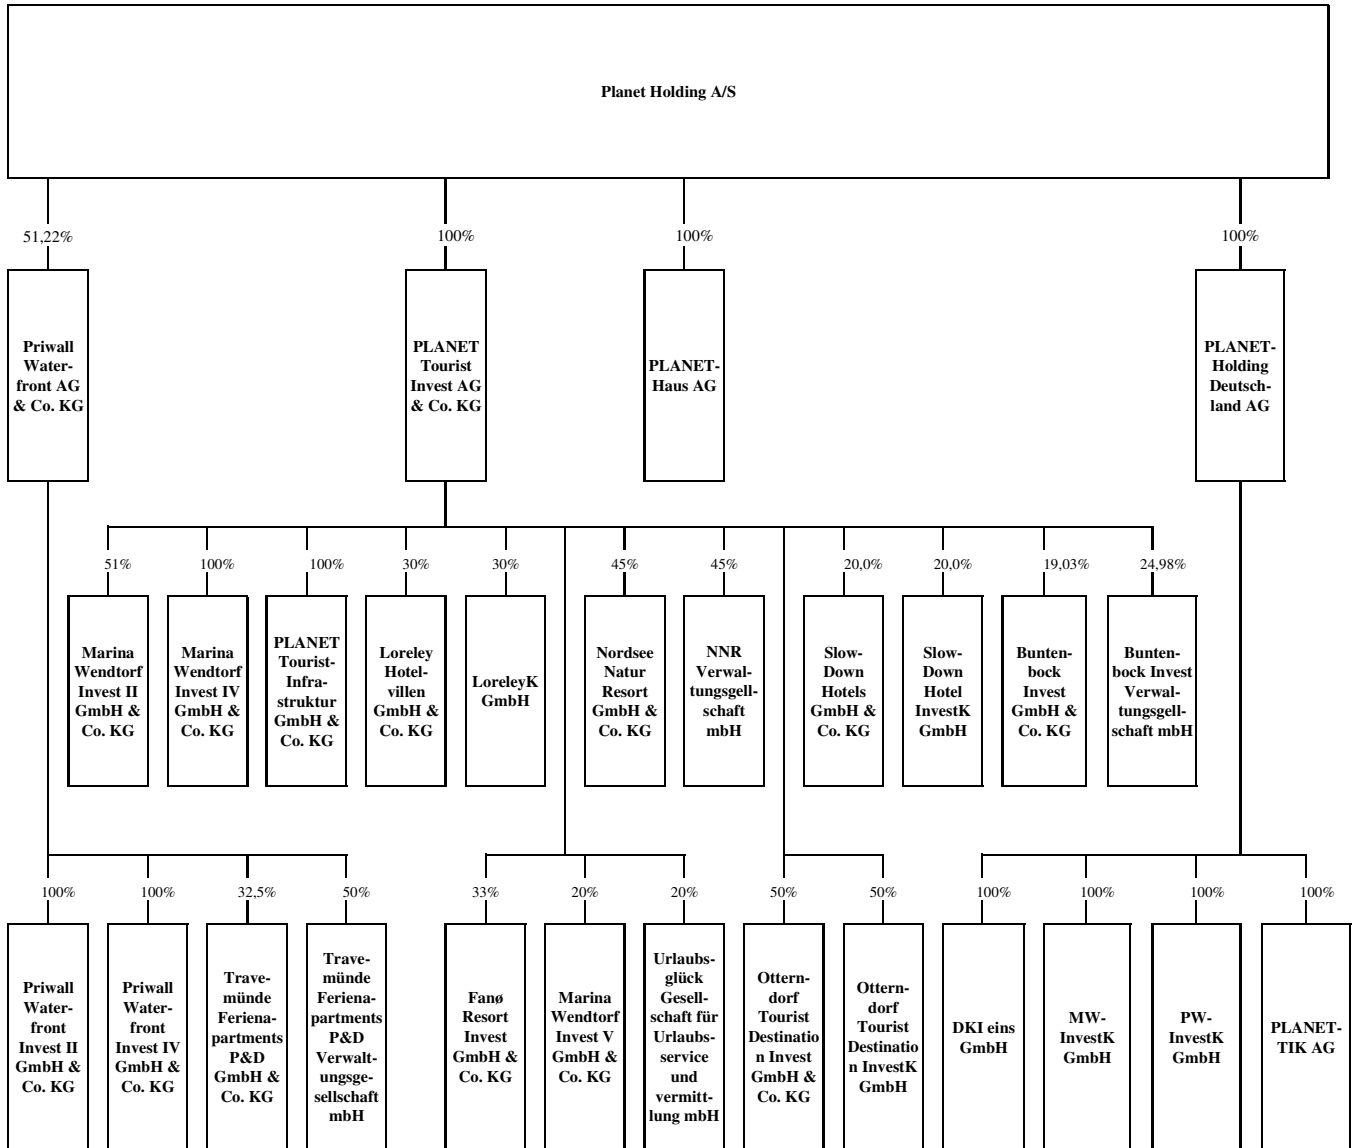 Planet Holding A/S
51,22%
100%
100%
100%
Priwall
Water-
front AG
& Co. KG
PLANET
Tourist
Invest AG
& Co. KG
PLANET-
Haus AG
PLANET-
Holding
Deutsch-
land AG
51%
100%
100%
30%
30%
45%
45%
20,0%
20,0%
19,03%
24,98%
Marina
Wendtorf
Invest II
GmbH &
Co. KG
Marina
Wendtorf
Invest IV
GmbH &
Co. KG
PLANET
Tourist-
Infra-
struktur
GmbH &
Co. KG
Loreley
Hotel-
villen
GmbH &
Co. KG
LoreleyK
GmbH
Nordsee
Natur
Resort
GmbH &
Co. KG
NNR
Verwal-
tungsgell-
schaft
mbH
Slow-
Down
Hotels
GmbH &
Co. KG
Slow-
Down
Hotel
InvestK
GmbH
Bunten-
bock
Invest
GmbH &
Co. KG
Bunten-
bock Invest
Verwal-
tungsgell-
schaft mbH
100%
100%
32,5%
50%
33%
20%
20%
50%
50%
100%
100%
100%
100%
Priwall
Water-
front
Invest II
GmbH &
Co. KG
Priwall
Water-
front
Invest IV
GmbH &
Co. KG
Trave-
münde
Feriena-
partments
P&D
GmbH &
Co. KG
Trave-
münde
Feriena-
partments
P&D
Verwalt-
ungsge-
sellschaft
mbH
Fanø
Resort
Invest
GmbH &
Co. KG
Marina
Wendtorf
Invest V
GmbH &
Co. KG
Urlaubs-
glück
Gesell-
schaft für
Urlaubs-
service
und
vermitt-
lung mbH
Ottern-
dorf
Tourist
Destinatio
n Invest
GmbH &
Co. KG
Ottern-
dorf
Tourist
Destinatio
n InvestK
GmbH
DKI eins
GmbH
MW-
InvestK
GmbH
PW-
InvestK
GmbH
PLANET-
TIK AG